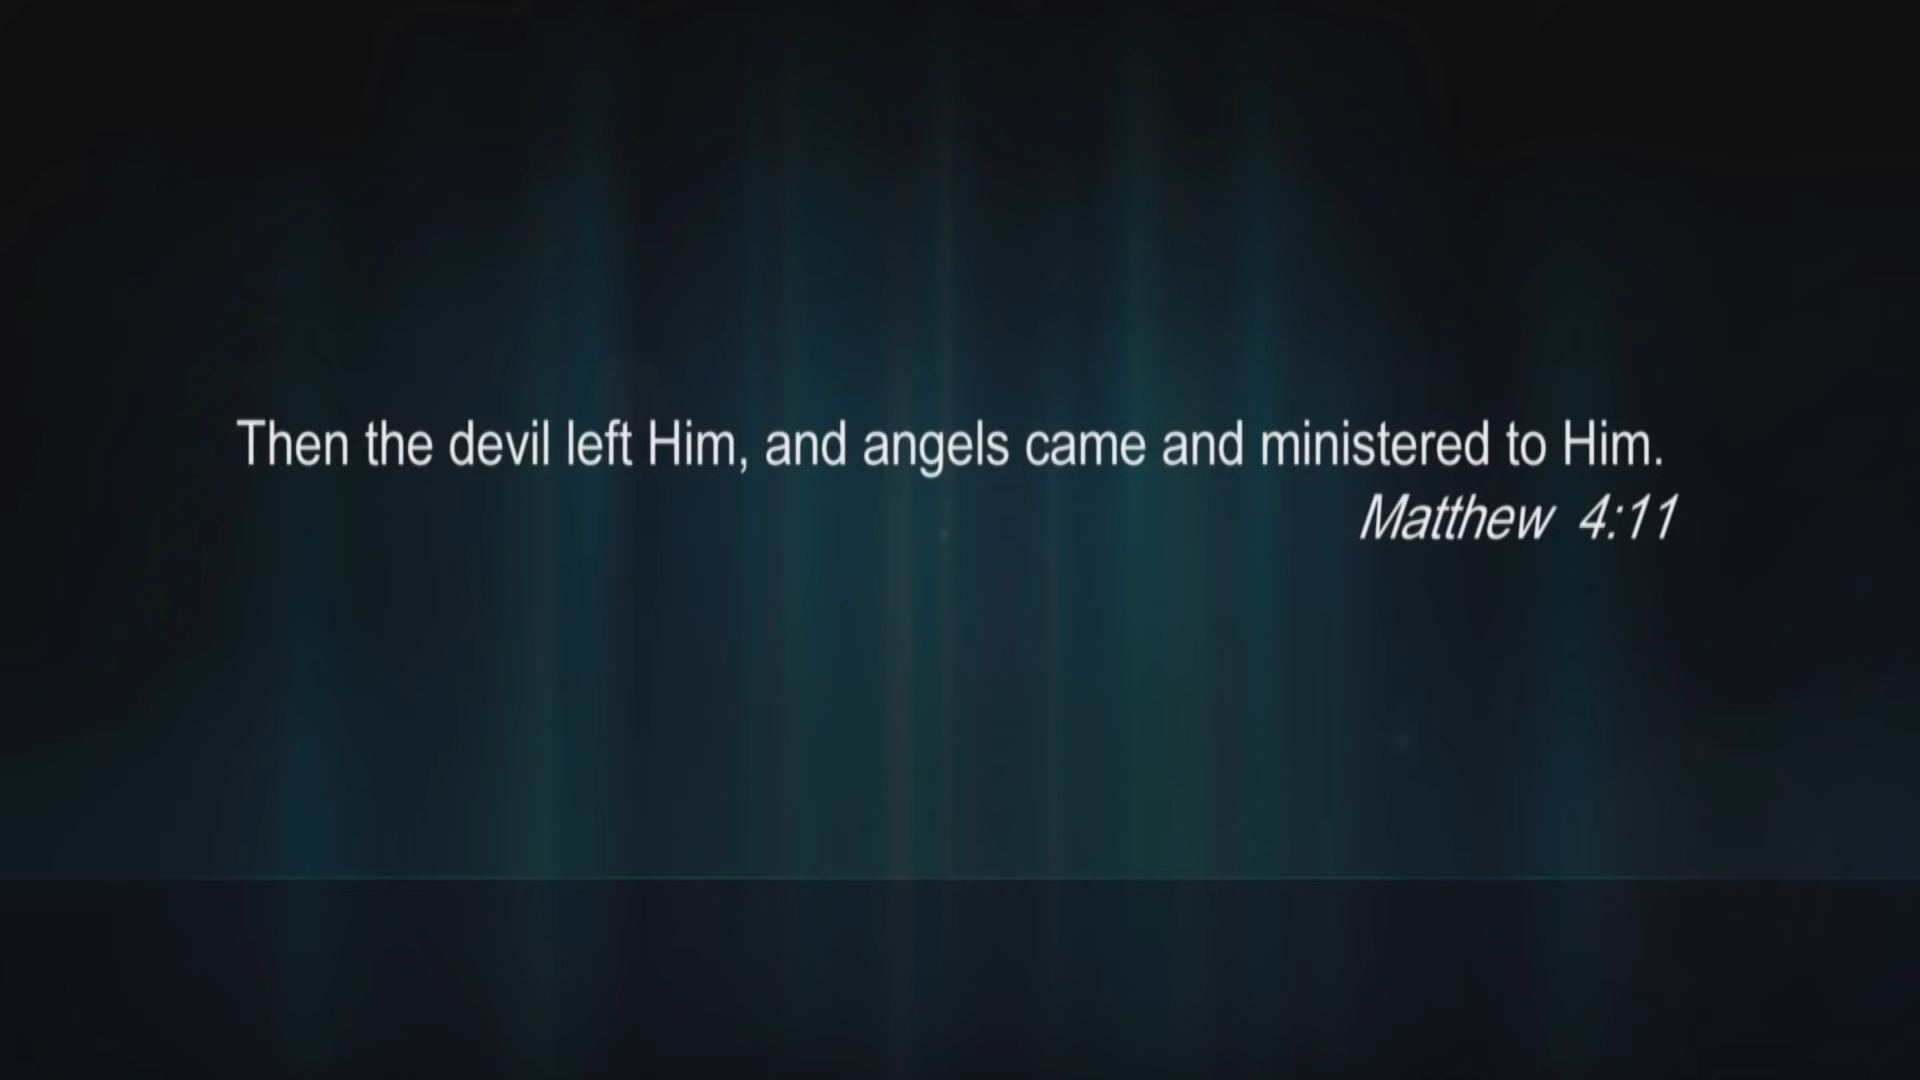 Then the devil left Him, and angels came and ministered to Him.
Matthew 4:11